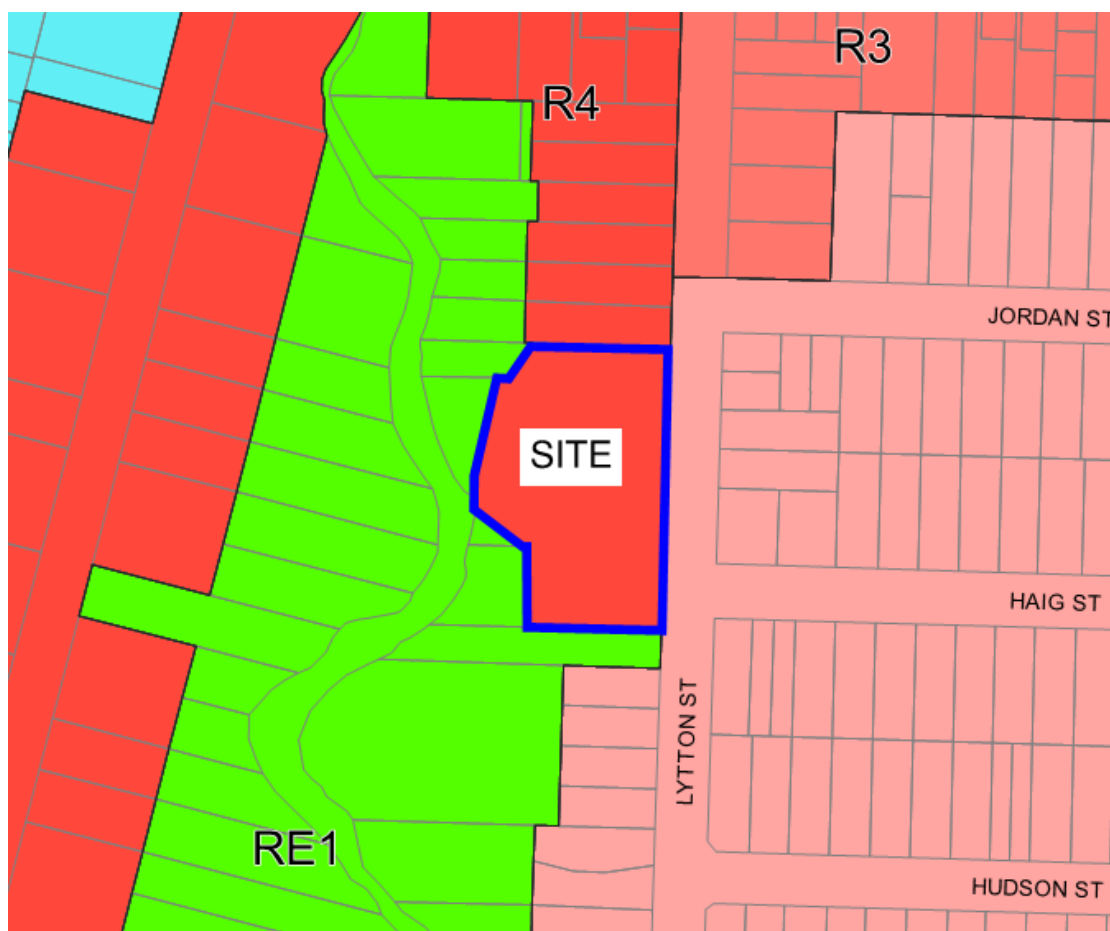 R3
R4
JORDAN ST
SITE
HAIG ST
LYTTON ST
RE1
HUDSON ST